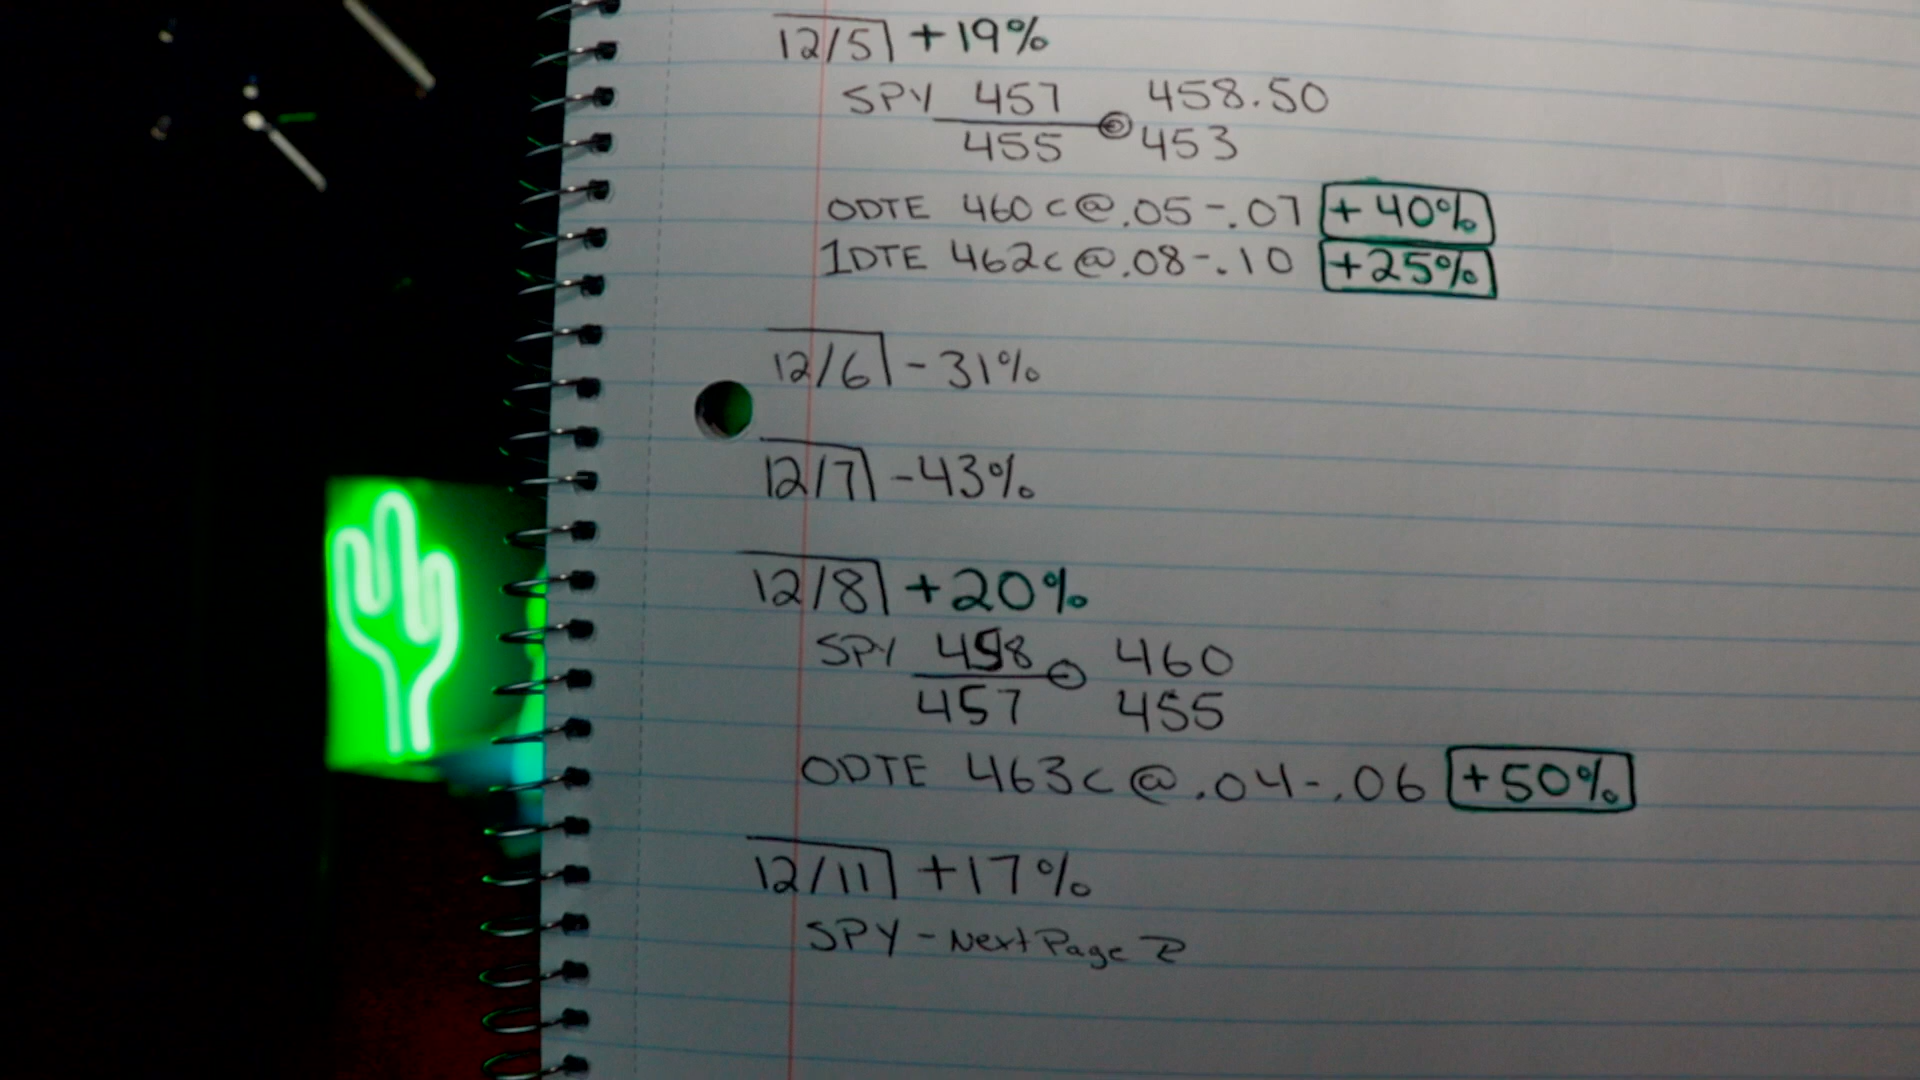 12/5 +19%
SPY 457 458.50
455 453
0DTE 460c@.05-.07 +40%
1DTE 462c@.08-.10 +25%
12/6 -31%
12/7 -43%
12/8 +20%
SPY 458 460
457 455
0DTE 463c@.04-.06 +50%
12/11 +17%
SPY - Next Page